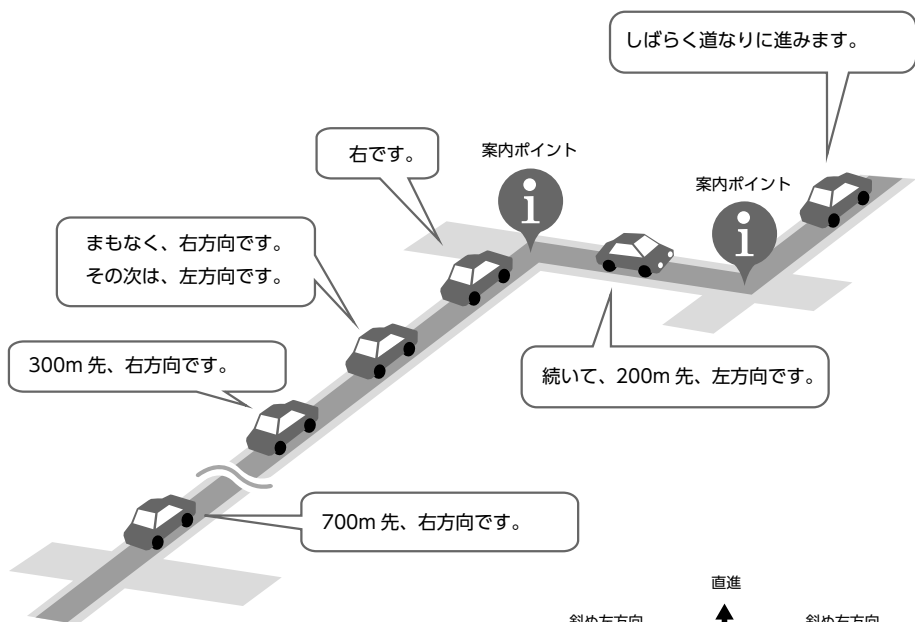 しばらく道なりに進みます。
右です。
案内ポイント
案内ポイント
まもなく、右方向です。
その次は、左方向です。
300m 先、右方向です。
続いて、200m 先、左方向です。
700m 先、右方向です。
直進